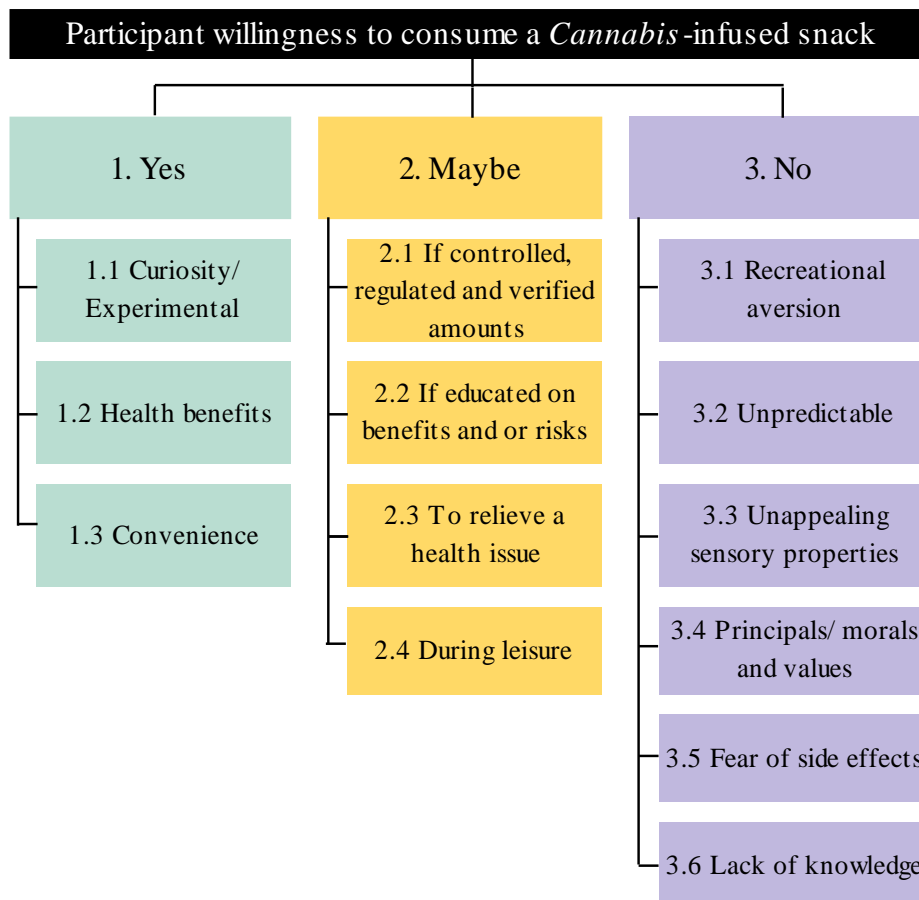 Participant willingness to consume a Cannabis-infused snack
1. Yes
1.1 Curiosity/
Experimental
1.2 Health benefits
1.3 Convenience
2. Maybe
2.1 If controlled,
regulated and verified
amounts
2.2 If educated on
benefits and or risks
2.3 To relieve a
health issue
2.4 During leisure
3. No
3.1 Recreational
aversion
3.2 Unpredictable
3.3 Unappealing
sensory properties
3.4 Principals/ morals
and values
3.5 Fear of side effects
3.6 Lack of knowledge